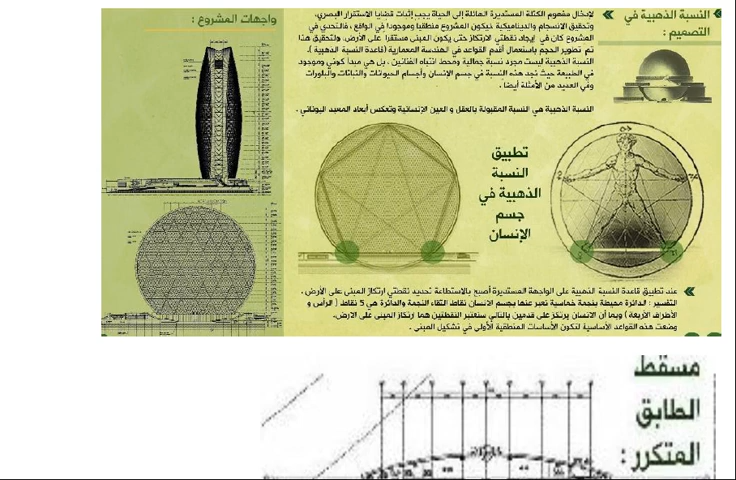 النسبة الذهبية في
التصميم :
لإدخال مفهوم الكتلة المستديرة المائلة إلى الحياة يجب إثبات قضايا الاستقرار البصري،
وتحقيق الإنسجام والديناميكية ليكون المشروع منطقيا وموجودا في الواقع ، فالتحدي في
المشروع كان في إيجاد نقطتي الارتكاز حتى يكون المبنى مستقرا على الأرض، ولتحقيق هذا
تم تطوير الحجم باستعمال أقدم القواعد في الهندسة المعمارية (قاعدة النسبة الذهبية ).
النسبة الذهبية ليست مجرد نسبة جمالية ومحط انتباه الفنانين ، بل هي مبدأ كوني وموجود
في الطبيعة حيث نجد هذه النسبة في جسم الإنسان وأجسام الحيوانات والنباتات والبلورات
وفي العديد من الأمثلة أيضا .
النسبة الذهبية هي النسبة المقبولة بالعقل و العين الإنسانية وتعكس أبعاد المعبد اليوناني .
تطبيق
النسبة
الذهبية في
جسم
الإنسان
عند تطبيق قاعدة النسبة الذهبية على الواجهة المستديرة أصبح بالاستطاعة تحديد نقطتي ارتكاز المبنى على الأرض .
التفسير : الدائرة محيطة بنجمة خماسية نعبر عنها بجسم الانسان نقاط التقاء النجمة والدائرة هي 5 نقاط ( الرأس و
الأطراف الأربعة ) وبما أن الانسان يرتكز على قدمين بالتالي سنعتبر النقطتين هما ارتكاز المبنى على الارض.
وضعت هذه القواعد الأساسية لتكون الأساسات المنطقية الأولى في تشكيل المبنى .
واجهات المشروع :
مسقط
الطابق
المتكرر :